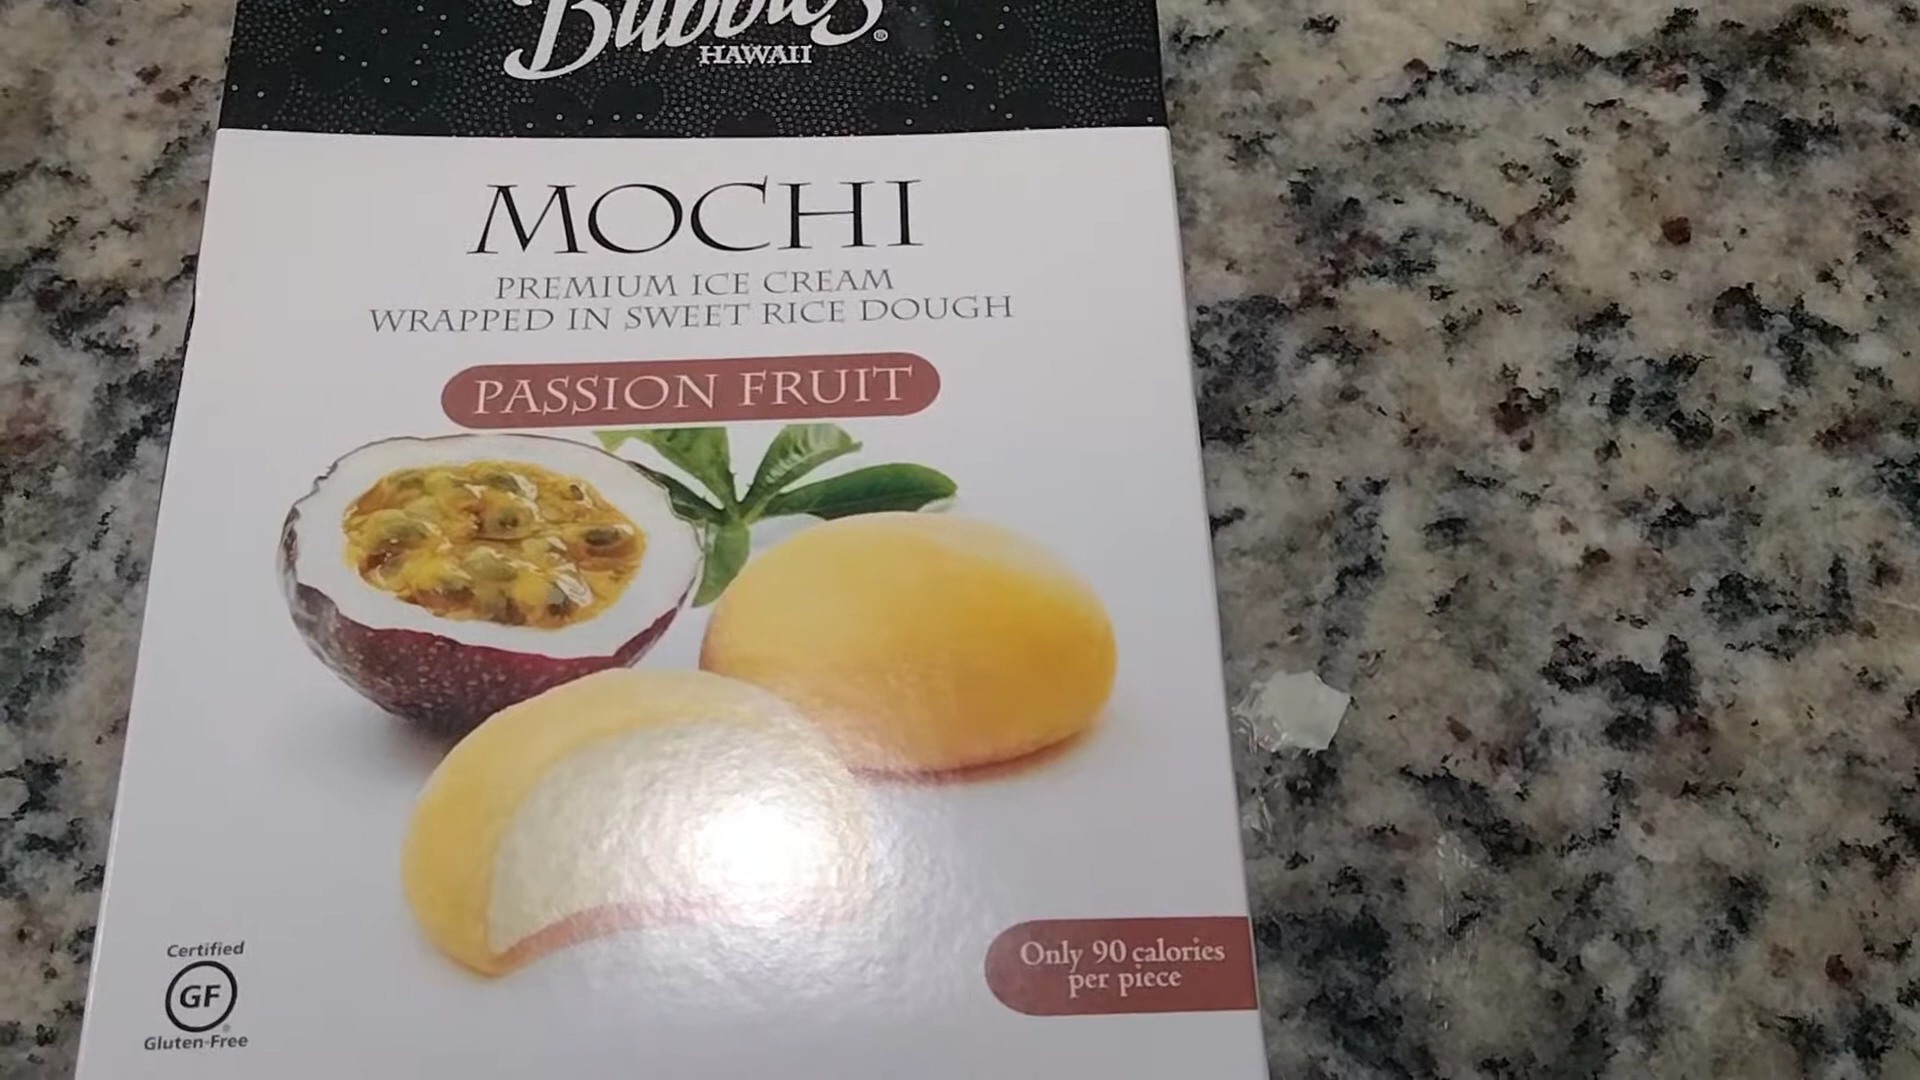 Bubbies®
HAWAII
MOCHI
PREMIUM ICE CREAM
WRAPPED IN SWEET RICE DOUGH
PASSION FRUIT
Only 90 calories
per piece
Certified
GF
Gluten-Free